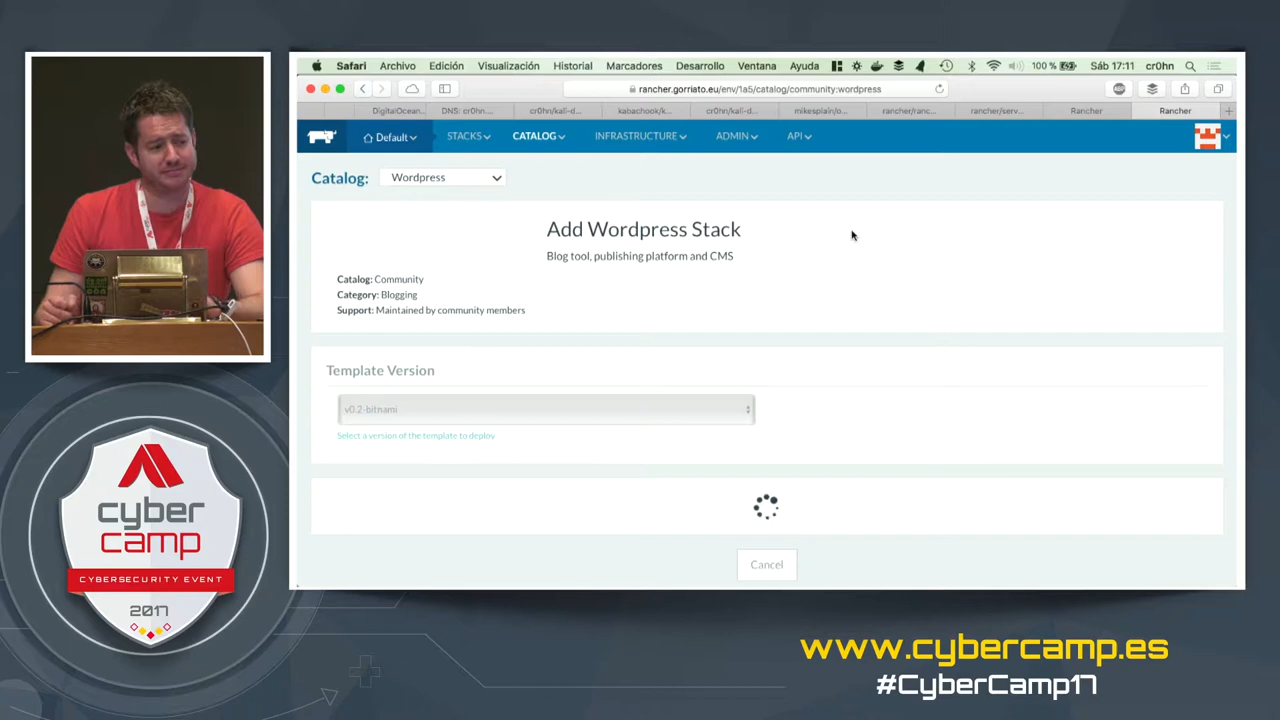 Safari Archivo Edición Visualización Historial Marcadores Desarrollo Ventana Ayuda 100 % Sáb 17:11 cr0hn
rancher.gorriato.eu/env/1a5/catalog/community:wordpress
DigitalOcean... DNS: cr0hn.... cr0hn/kali-d... kabachook/k... cr0hn/kali-d... mikesplain/o... rancher/ranc... rancher/serv... Rancher Rancher
Default STACKS CATALOG INFRASTRUCTURE ADMIN API
Catalog: Wordpress
Add Wordpress Stack
Blog tool, publishing platform and CMS
Catalog: Community
Category: Blogging
Support: Maintained by community members
Template Version
v0.2-bitnami
Select a version of the template to deploy
Cancel
cyber
camp
CYBERSECURITY EVENT
2017
www.cybercamp.es
#CyberCamp17